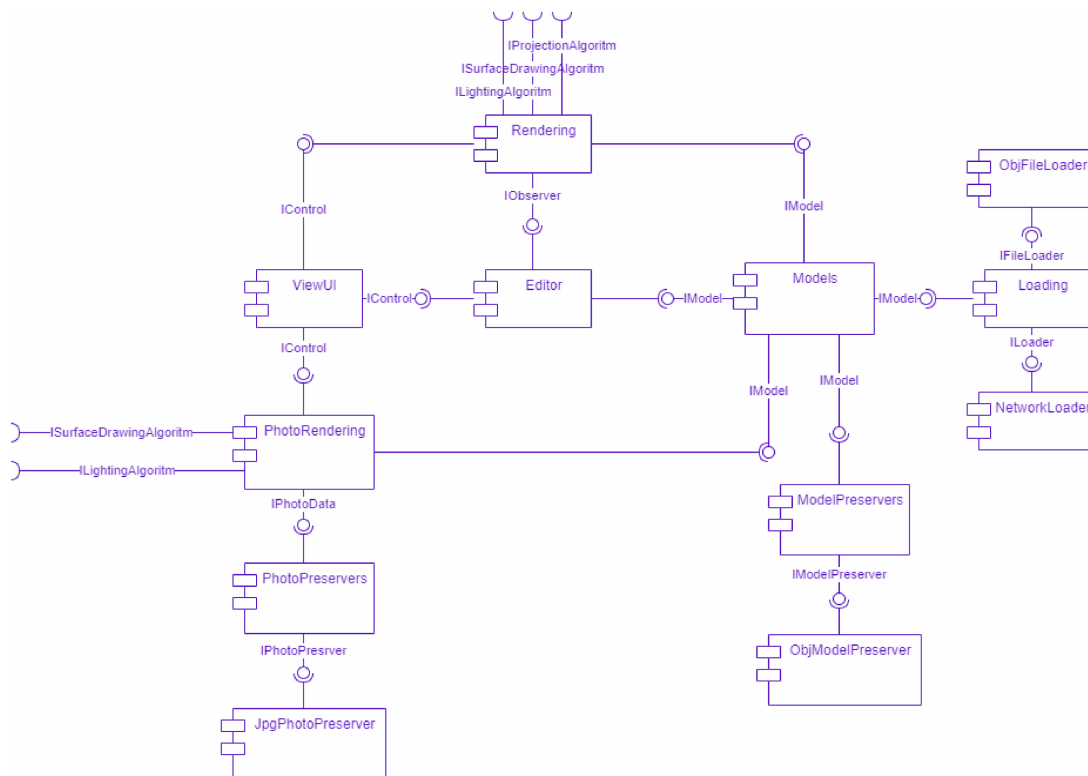 IProjectionAlgoritm
ISurfaceDrawingAlgoritm
ILightingAlgoritm
Rendering
ObjFileLoader
IObserver
IControl
IModel
IFileLoader
ViewUI
IControl
Editor
IModel
Models
IModel
Loading
IControl
ILoader
IModel
IModel
NetworkLoader
ISurfaceDrawingAlgoritm
PhotoRendering
ILightingAlgoritm
IPhotoData
ModelPreservers
PhotoPreservers
IModelPreserver
IPhotoPresrver
ObjModelPreserver
JpgPhotoPreserver